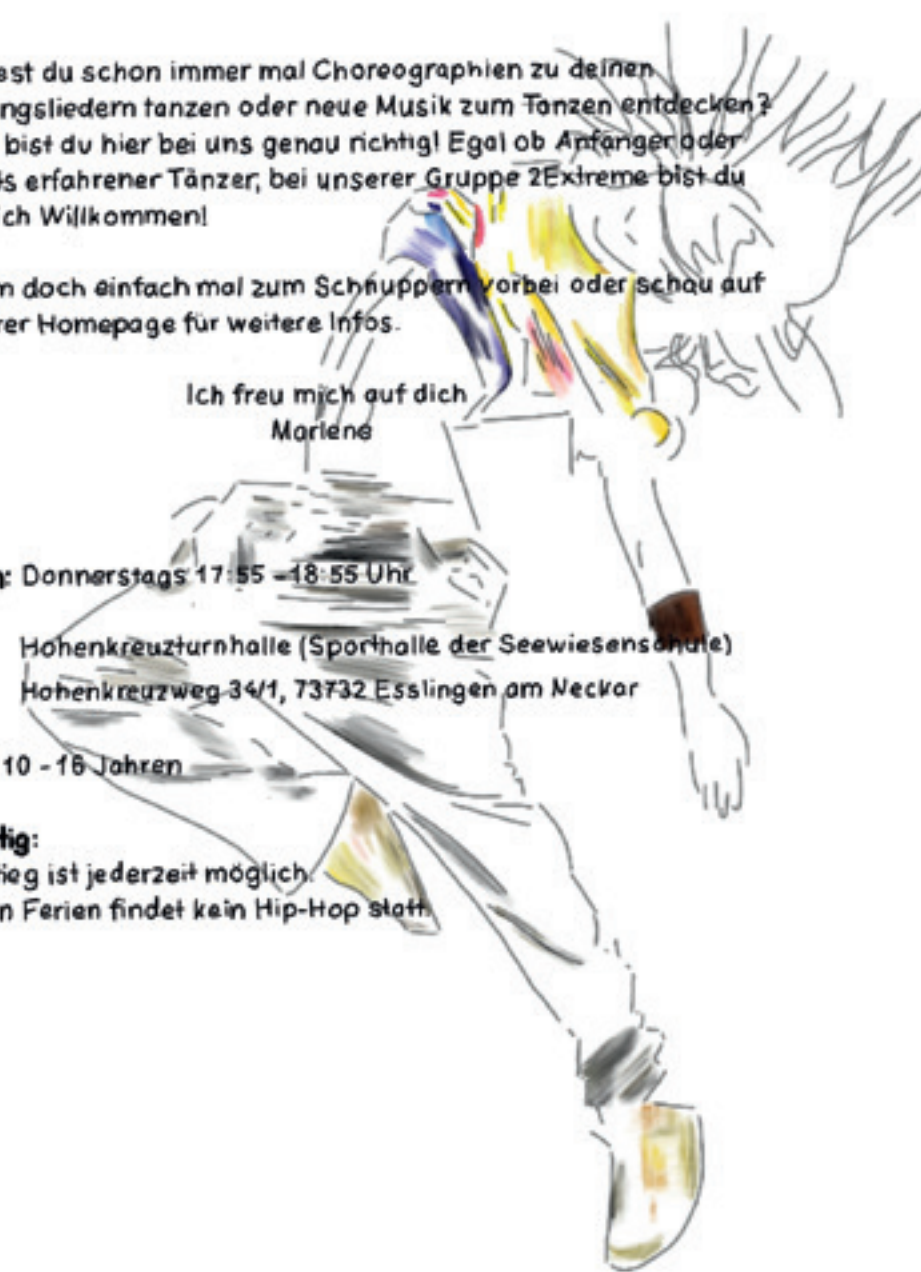 est du schon immer mal Choreographien zu deinen
ngsliedern tanzen oder neue Musik zum Tanzen entdecken?
bist du hier bei uns genau richtig! Egal ob Anfänger oder
ts erfahrener Tänzer, bei unserer Gruppe 2Extreme bist du
ich Willkommen!
m doch einfach mal zum Schnuppern vorbei oder schau auf
rer Homepage für weitere Infos.
Ich freu mich auf dich
Marlene
n: Donnerstags 17:55 - 18:55 Uhr
Hohenkreuzturnhalle (Sporthalle der Seewiesenschule)
Hohenkreuzweg 34/1, 73732 Esslingen am Neckar
10 - 16 Jahren
tig:
ieg ist jederzeit möglich.
n Ferien findet kein Hip-Hop statt.